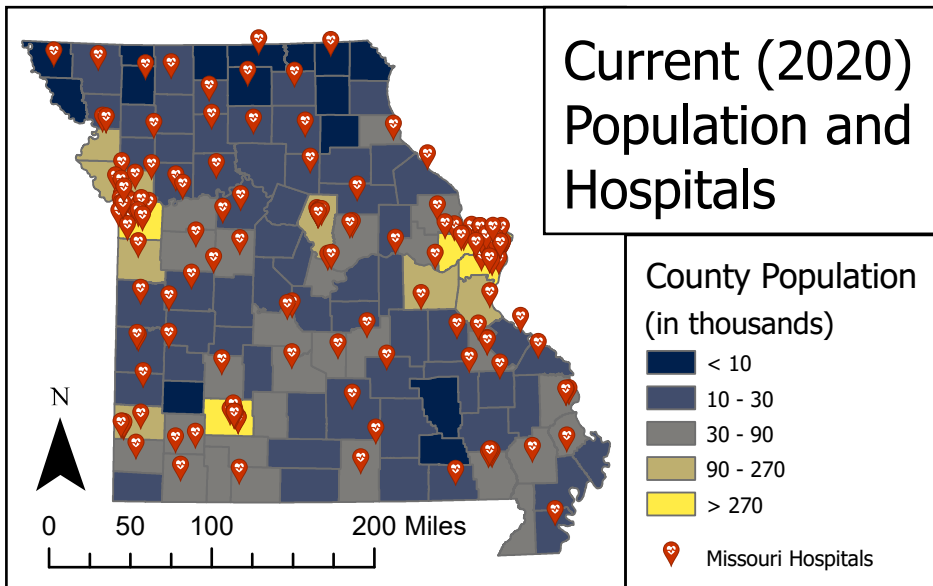 Current (2020)
Population and
Hospitals
County Population
(in thousands)
< 10
10 - 30
30 - 90
90 - 270
> 270
Missouri Hospitals
N
0 50 100 200 Miles